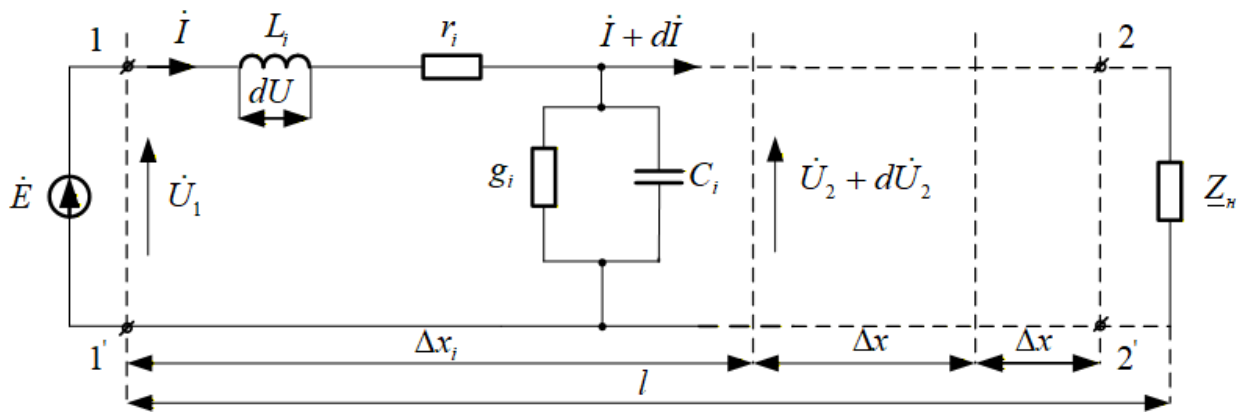 1 İ L_i r_i İ + dİ 2
dU
Ė U̇_1 g_i C_i U̇_2 + dU̇_2 Z_н
1' Δx_i Δx Δx 2'
l